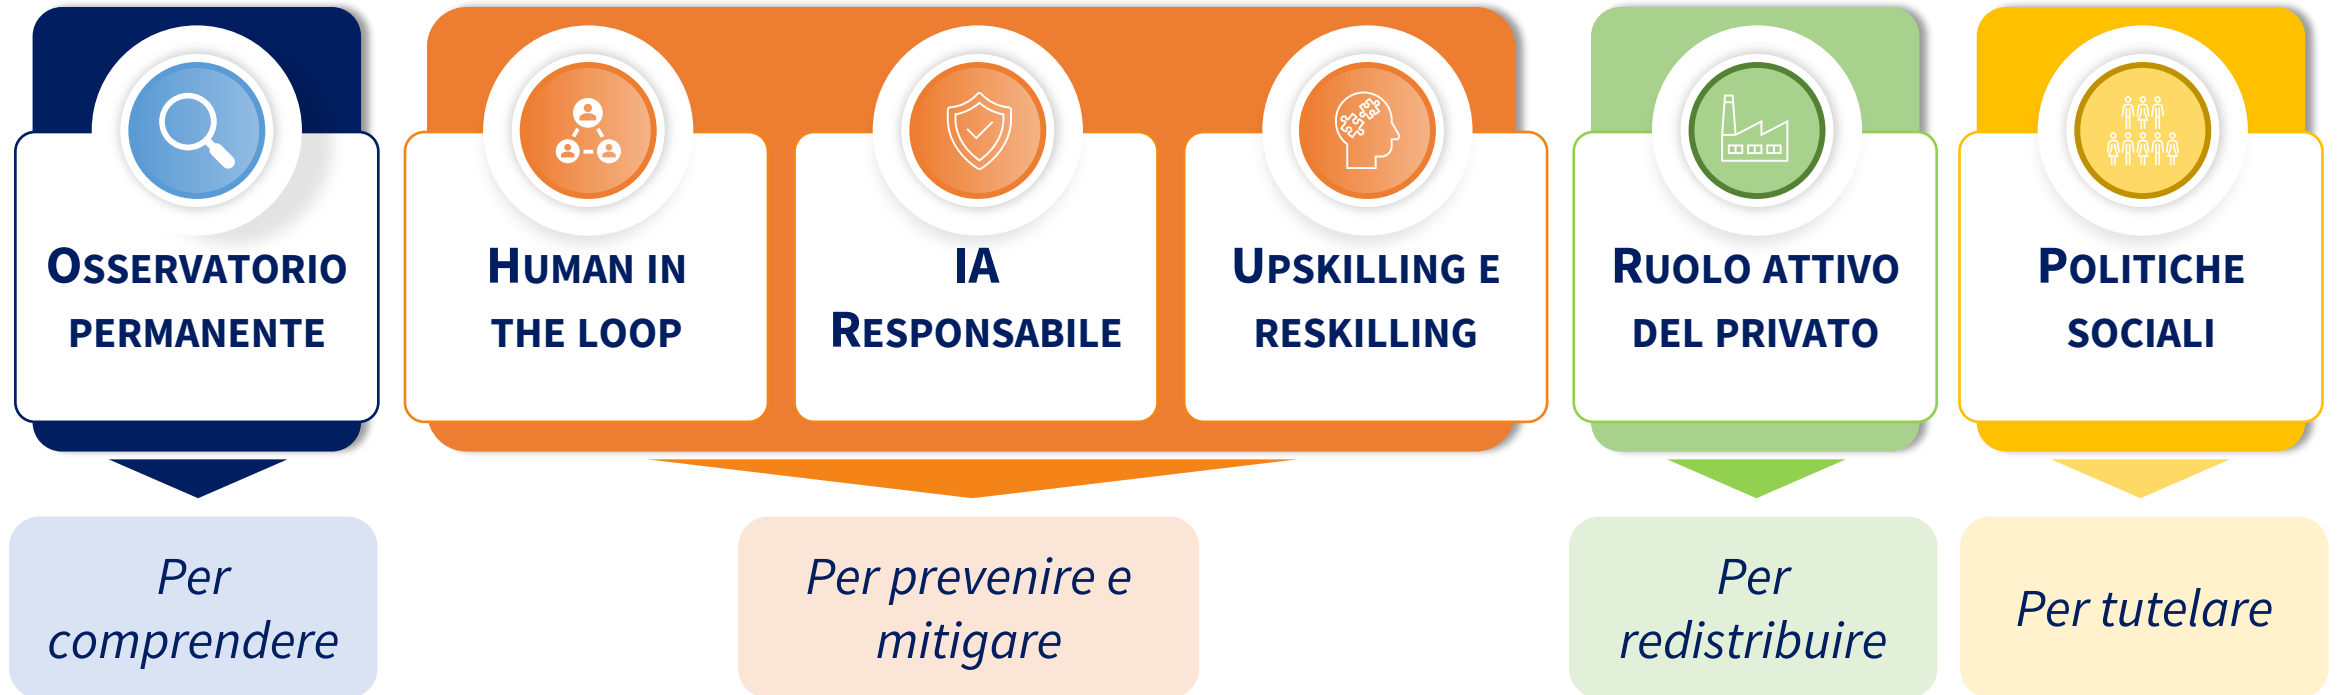 Osservatorio
permanente
Human in
the loop
IA
Responsabile
Upskilling e
reskilling
Ruolo attivo
del privato
Politiche
sociali
Per
comprendere
Per prevenire e
mitigare
Per
redistribuire
Per tutelare